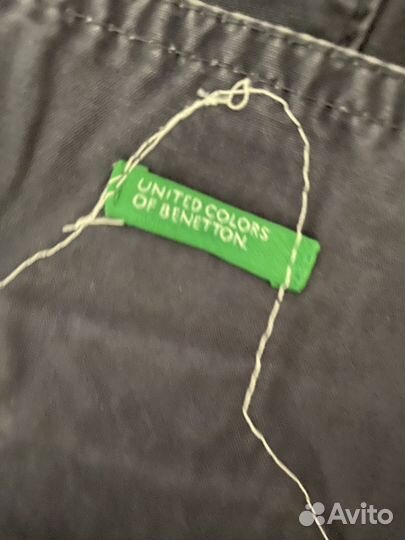 UNITED COLORS
OF BENETTON.
Avito